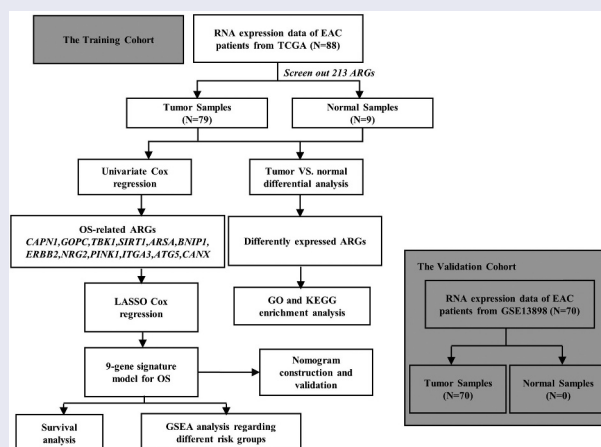 The Training Cohort
RNA expression data of EAC
patients from TCGA (N=88)
Screen out 213 ARGs
Tumor Samples
(N=79)
Normal Samples
(N=9)
Univariate Cox
regression
Tumor VS. normal
differential analysis
OS-related ARGs
CAPN1,GOPC,TBK1,SIRT1,ARSA,BNIP1,
ERBB2,NRG2,PINK1,ITGA3,ATG5,CANX
Differently expressed ARGs
LASSO Cox
regression
GO and KEGG
enrichment analysis
9-gene signature
model for OS
Nomogram
construction and
validation
Survival
analysis
GSEA analysis regarding
different risk groups
The Validation Cohort
RNA expression data of EAC
patients from GSE13898 (N=70)
Tumor Samples
(N=70)
Normal Samples
(N=0)